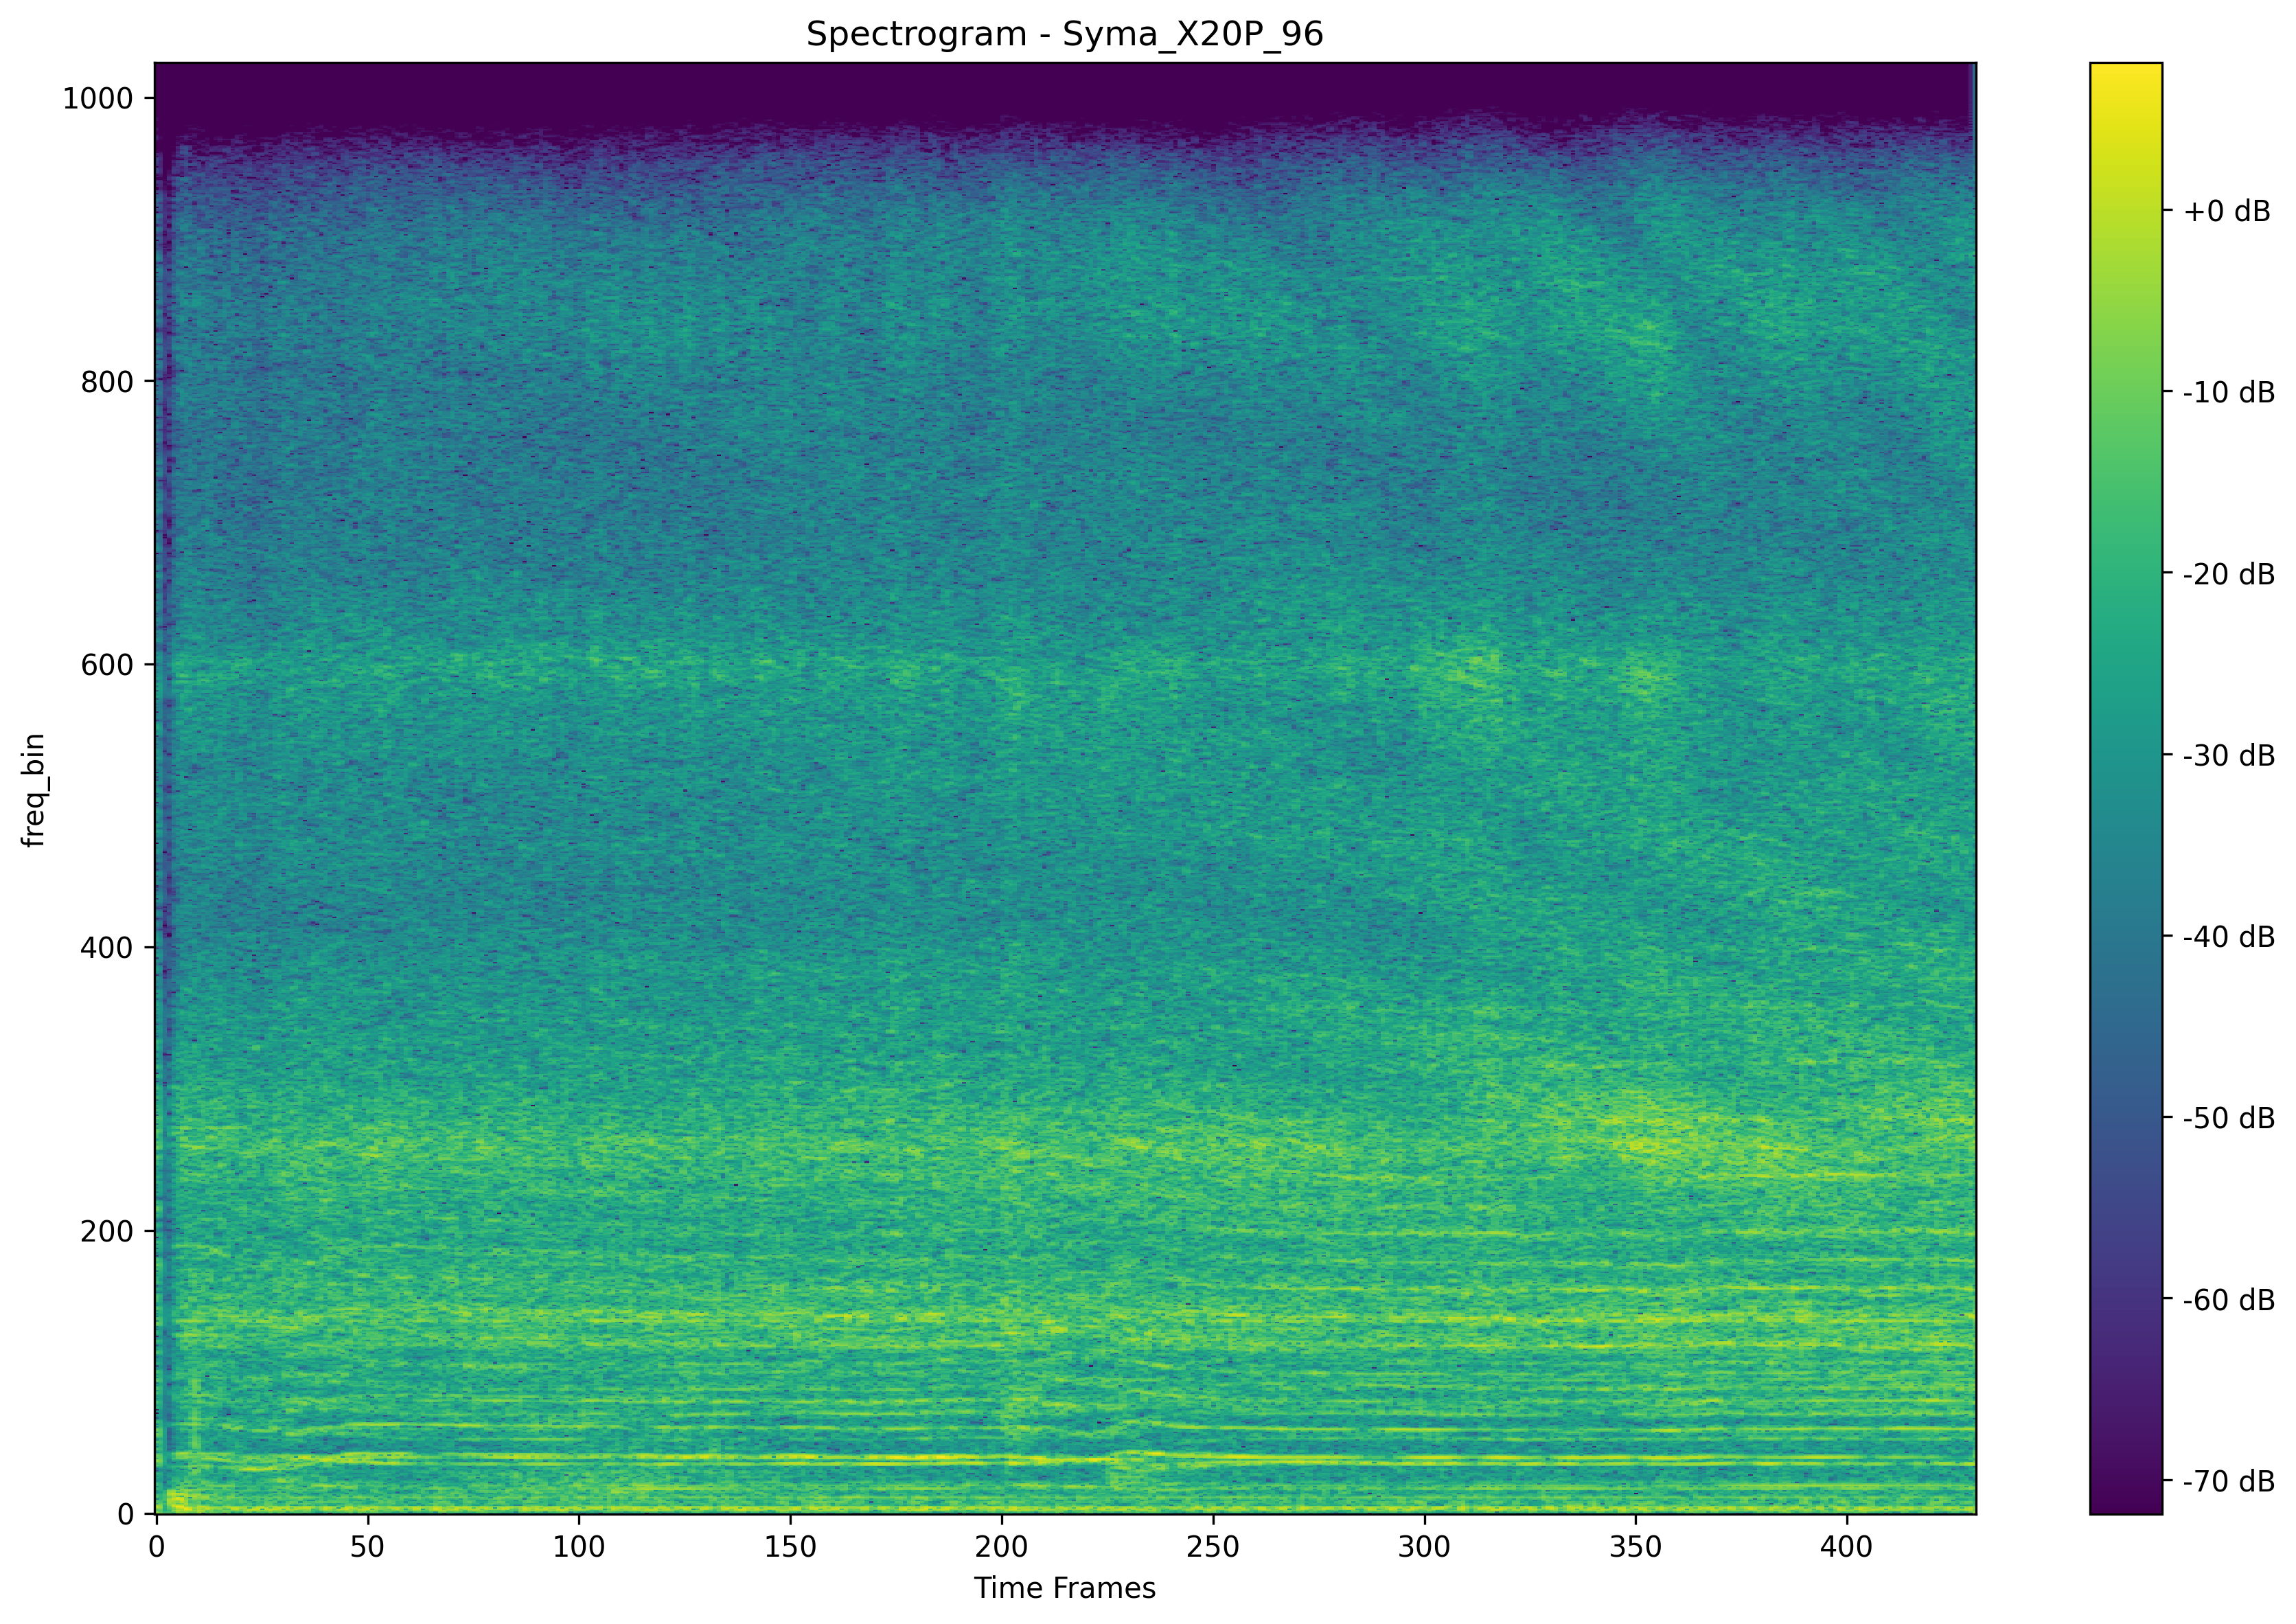 Spectrogram - Syma_X20P_96
1000
800
600
400
200
0
freq_bin
0 50 100 150 200 250 300 350 400
Time Frames
+0 dB
-10 dB
-20 dB
-30 dB
-40 dB
-50 dB
-60 dB
-70 dB